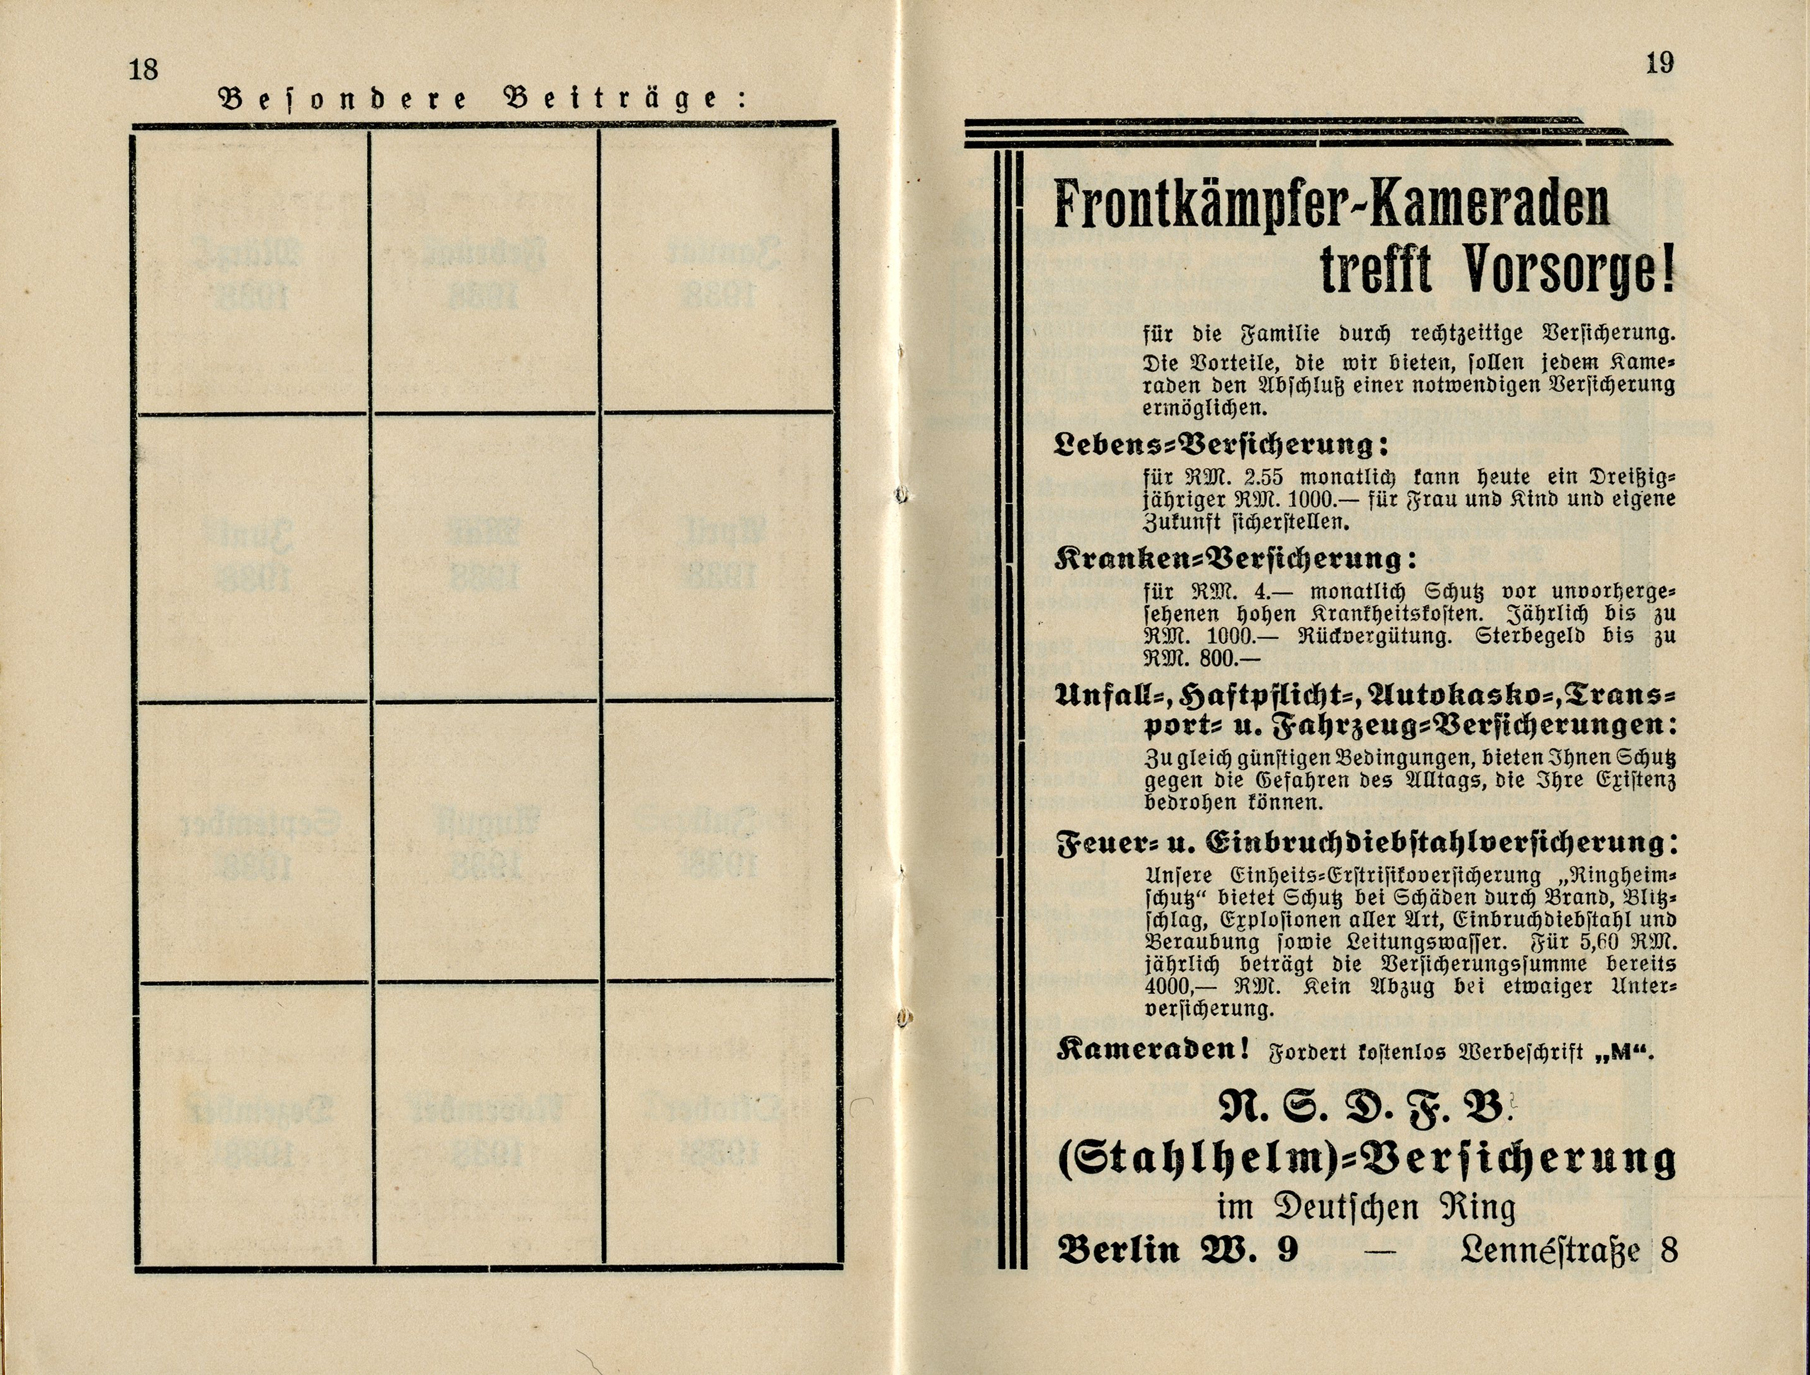 18
Besondere Beiträge:
19
Frontkämpfer-Kameraden
trefft Vorsorge!
für die Familie durch rechtzeitige Versicherung.
Die Vorteile, die wir bieten, sollen jedem Kame-
raden den Abschluß einer notwendigen Versicherung
ermöglichen.
Lebens-Versicherung:
für RM. 2.55 monatlich kann heute ein Dreißig-
jähriger RM. 1000.— für Frau und Kind und eigene
Zukunft sicherstellen.
Kranken-Versicherung:
für RM. 4.— monatlich Schutz vor unvorherge-
sehenen hohen Krankheitskosten. Jährlich bis zu
RM. 1000.— Rückvergütung. Sterbegeld bis zu
RM. 800.—
Unfall-, Haftpflicht-, Autokasko-, Trans-
port- u. Fahrzeug-Versicherungen:
Zu gleich günstigen Bedingungen, bieten Ihnen Schutz
gegen die Gefahren des Alltags, die Ihre Existenz
bedrohen können.
Feuer- u. Einbruchdiebstahlversicherung:
Unsere Einheits-Erstrisikoversicherung „Ringheim-
schutz“ bietet Schutz bei Schäden durch Brand, Blitz-
schlag, Explosionen aller Art, Einbruchdiebstahl und
Beraubung sowie Leitungswasser. Für 5,60 RM.
jährlich beträgt die Versicherungssumme bereits
4000,— RM. Kein Abzug bei etwaiger Unter-
versicherung.
Kameraden! Fordert kostenlos Werbeschrift „M“.
N. S. D. F. B.
(Stahlhelm)-Versicherung
im Deutschen Ring
Berlin W. 9 — Lennéstraße 8